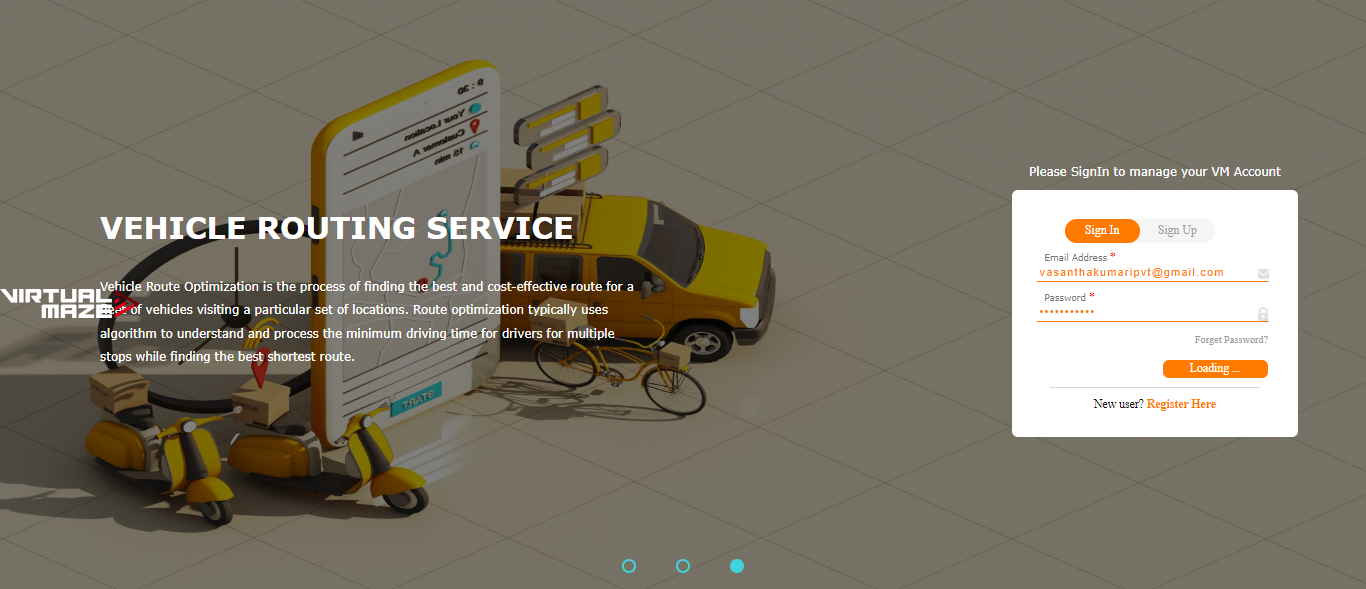 9 : 30
Your Location
Customer A
15 min
START
VEHICLE ROUTING SERVICE
Vehicle Route Optimization is the process of finding the best and cost-effective route for a
fleet of vehicles visiting a particular set of locations. Route optimization typically uses
algorithm to understand and process the minimum driving time for drivers for multiple
stops while finding the best shortest route.
VIRTUAL
MAZE
Please SignIn to manage your VM Account
Sign In Sign Up
Email Address *
vasanthakumaripvt@gmail.com
Password *
•••••••••••
Forget Password?
Loading ...
New user? Register Here